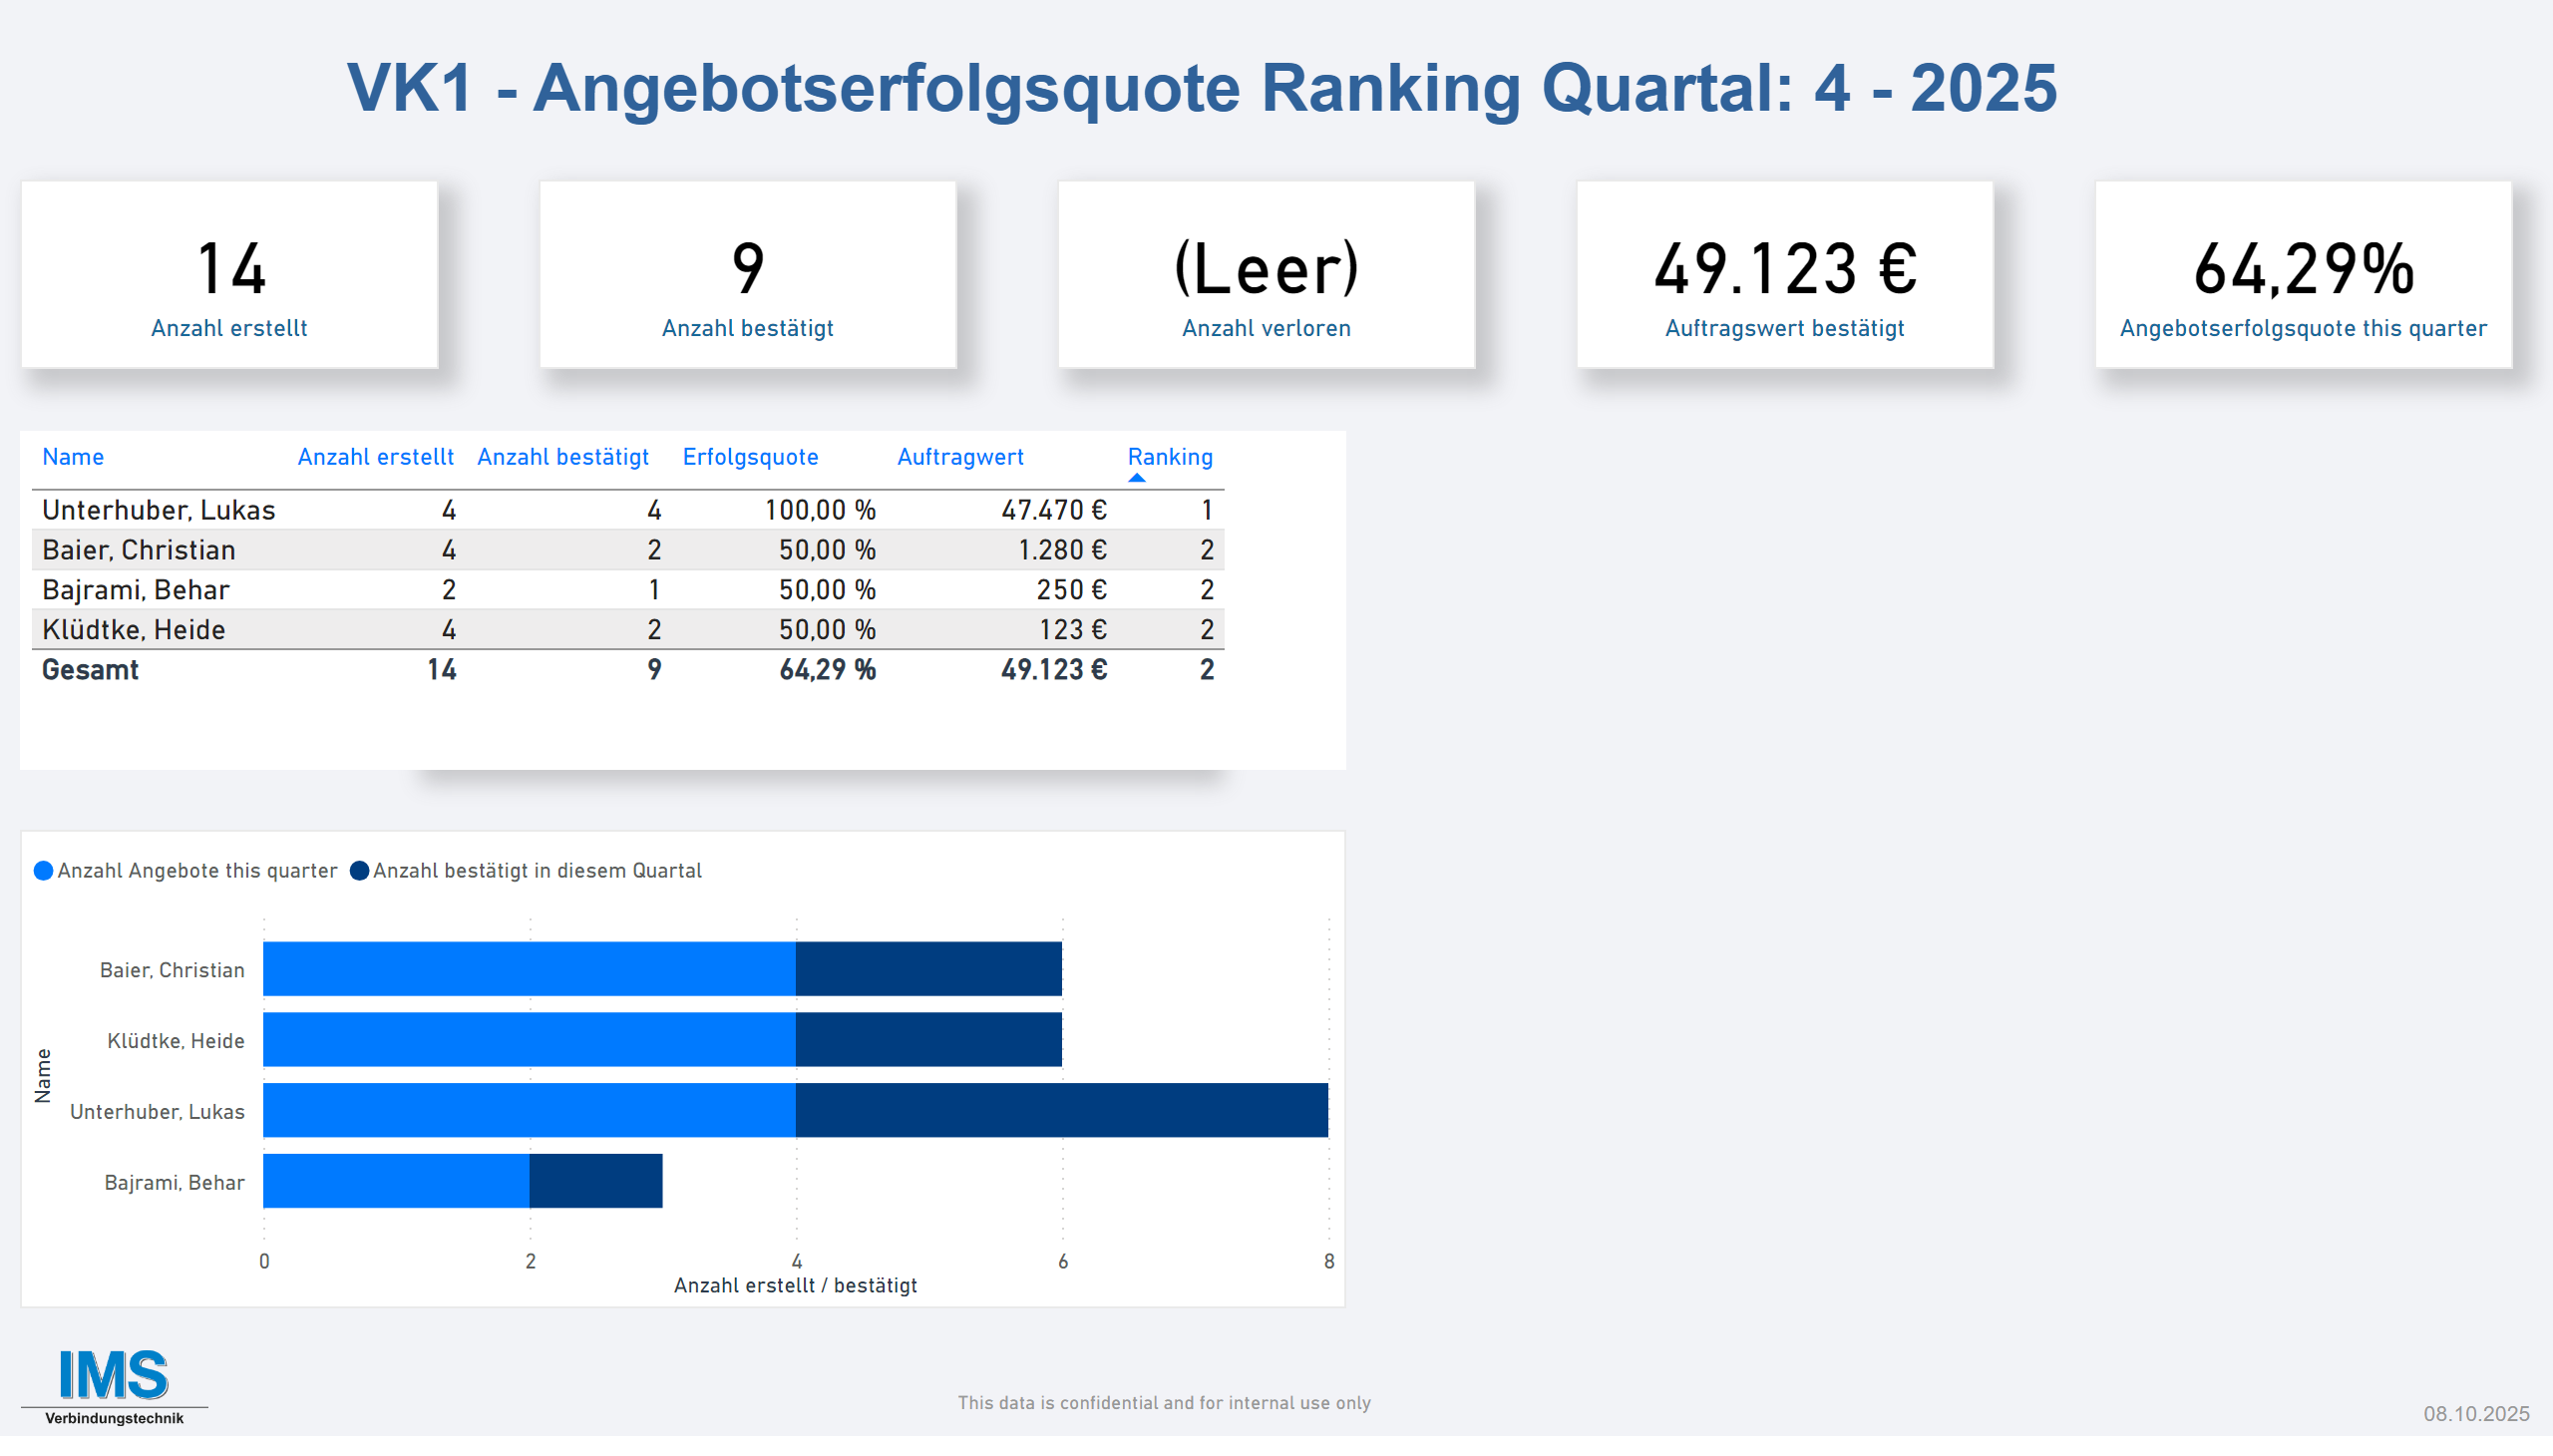 VK1 - Angebotserfolgsquote Ranking Quartal: 4 - 2025
14
Anzahl erstellt
9
Anzahl bestätigt
(Leer)
Anzahl verloren
49.123 €
Auftragswert bestätigt
64,29%
Angebotserfolgsquote this quarter
Name Anzahl erstellt Anzahl bestätigt Erfolgsquote Auftragwert Ranking
Unterhuber, Lukas 4 4 100,00 % 47.470 € 1
Baier, Christian 4 2 50,00 % 1.280 € 2
Bajrami, Behar 2 1 50,00 % 250 € 2
Klüdtke, Heide 4 2 50,00 % 123 € 2
Gesamt 14 9 64,29 % 49.123 € 2
Anzahl Angebote this quarter Anzahl bestätigt in diesem Quartal
Name
Baier, Christian
Klüdtke, Heide
Unterhuber, Lukas
Bajrami, Behar
0 2 4 6 8
Anzahl erstellt / bestätigt
IMS
Verbindungstechnik
This data is confidential and for internal use only
08.10.2025